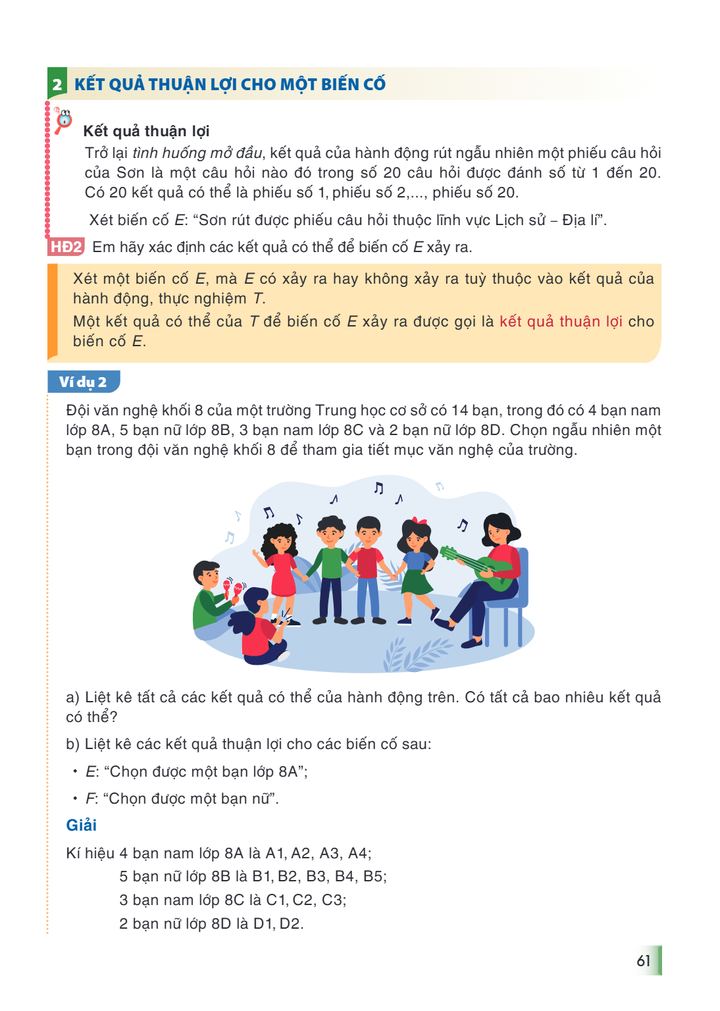 2 KẾT QUẢ THUẬN LỢI CHO MỘT BIẾN CỐ
Kết quả thuận lợi
Trở lại tình huống mở đầu, kết quả của hành động rút ngẫu nhiên một phiếu câu hỏi
của Sơn là một câu hỏi nào đó trong số 20 câu hỏi được đánh số từ 1 đến 20.
Có 20 kết quả có thể là phiếu số 1, phiếu số 2,..., phiếu số 20.
Xét biến cố E: “Sơn rút được phiếu câu hỏi thuộc lĩnh vực Lịch sử – Địa lí”.
HĐ2 Em hãy xác định các kết quả có thể để biến cố E xảy ra.
Xét một biến cố E, mà E có xảy ra hay không xảy ra tuỳ thuộc vào kết quả của
hành động, thực nghiệm T.
Một kết quả có thể của T để biến cố E xảy ra được gọi là kết quả thuận lợi cho
biến cố E.
Ví dụ 2
Đội văn nghệ khối 8 của một trường Trung học cơ sở có 14 bạn, trong đó có 4 bạn nam
lớp 8A, 5 bạn nữ lớp 8B, 3 bạn nam lớp 8C và 2 bạn nữ lớp 8D. Chọn ngẫu nhiên một
bạn trong đội văn nghệ khối 8 để tham gia tiết mục văn nghệ của trường.
a) Liệt kê tất cả các kết quả có thể của hành động trên. Có tất cả bao nhiêu kết quả
có thể?
b) Liệt kê các kết quả thuận lợi cho các biến cố sau:
• E: “Chọn được một bạn lớp 8A”;
• F: “Chọn được một bạn nữ”.
Giải
Kí hiệu 4 bạn nam lớp 8A là A1, A2, A3, A4;
5 bạn nữ lớp 8B là B1, B2, B3, B4, B5;
3 bạn nam lớp 8C là C1, C2, C3;
2 bạn nữ lớp 8D là D1, D2.
61